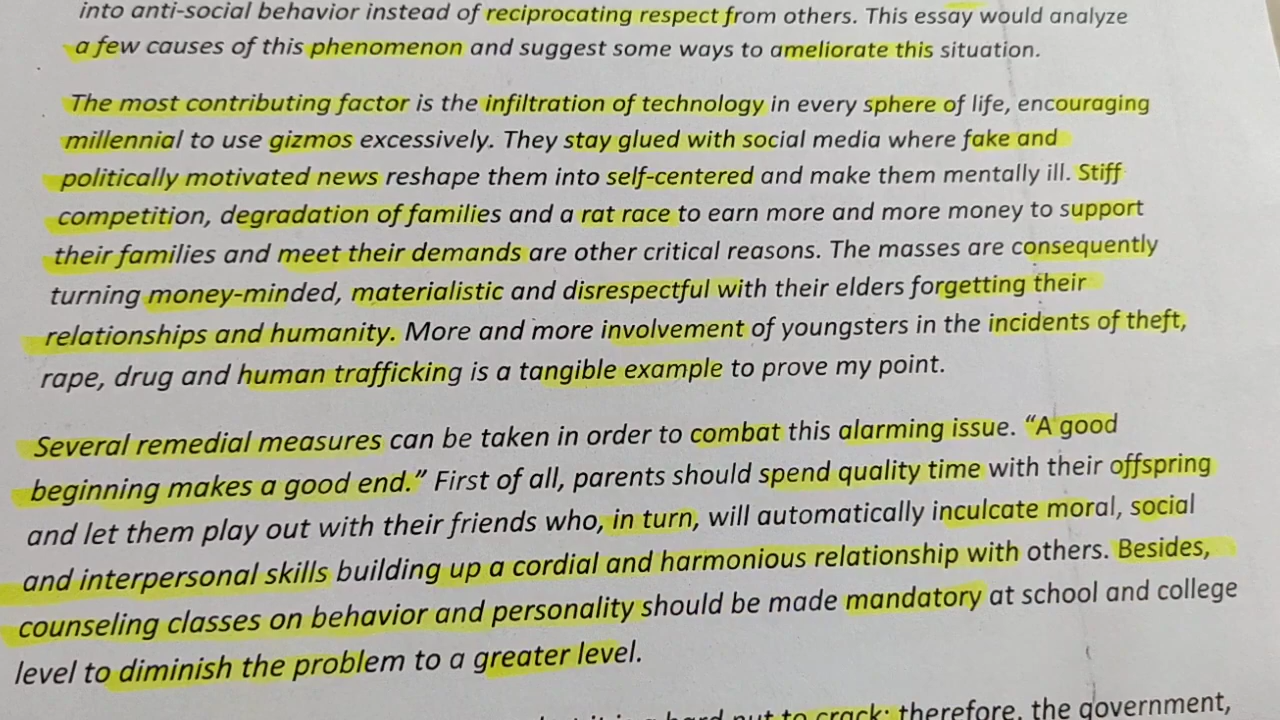 into anti-social behavior instead of reciprocating respect from others. This essay would analyze
a few causes of this phenomenon and suggest some ways to ameliorate this situation.
The most contributing factor is the infiltration of technology in every sphere of life, encouraging
millennial to use gizmos excessively. They stay glued with social media where fake and
politically motivated news reshape them into self-centered and make them mentally ill. Stiff
competition, degradation of families and a rat race to earn more and more money to support
their families and meet their demands are other critical reasons. The masses are consequently
turning money-minded, materialistic and disrespectful with their elders forgetting their
relationships and humanity. More and more involvement of youngsters in the incidents of theft,
rape, drug and human trafficking is a tangible example to prove my point.
Several remedial measures can be taken in order to combat this alarming issue. “A good
beginning makes a good end.” First of all, parents should spend quality time with their offspring
and let them play out with their friends who, in turn, will automatically inculcate moral, social
and interpersonal skills building up a cordial and harmonious relationship with others. Besides,
counseling classes on behavior and personality should be made mandatory at school and college
level to diminish the problem to a greater level.
it is a hard nut to crack; therefore, the government,